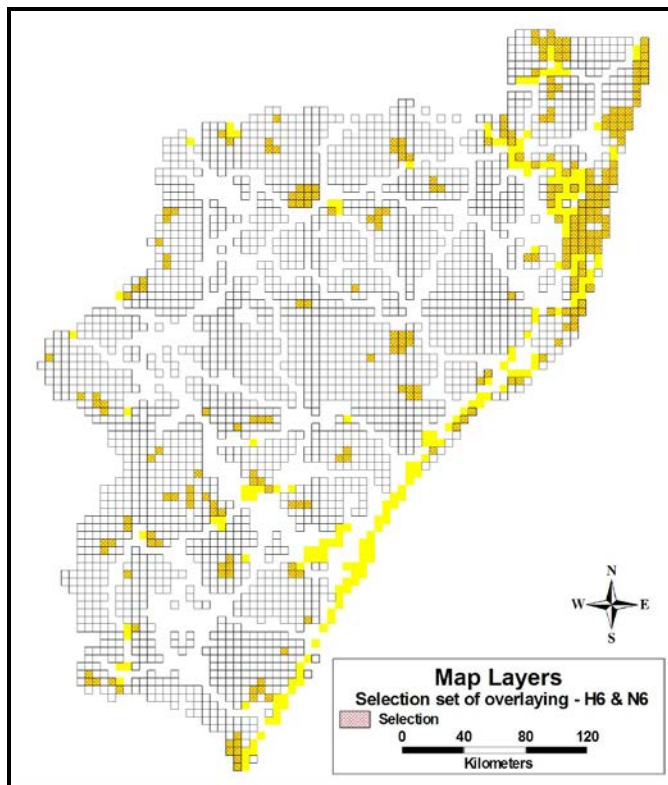 N
W E
S
Map Layers
Selection set of overlaying - H6 & N6
Selection
0 40 80 120
Kilometers